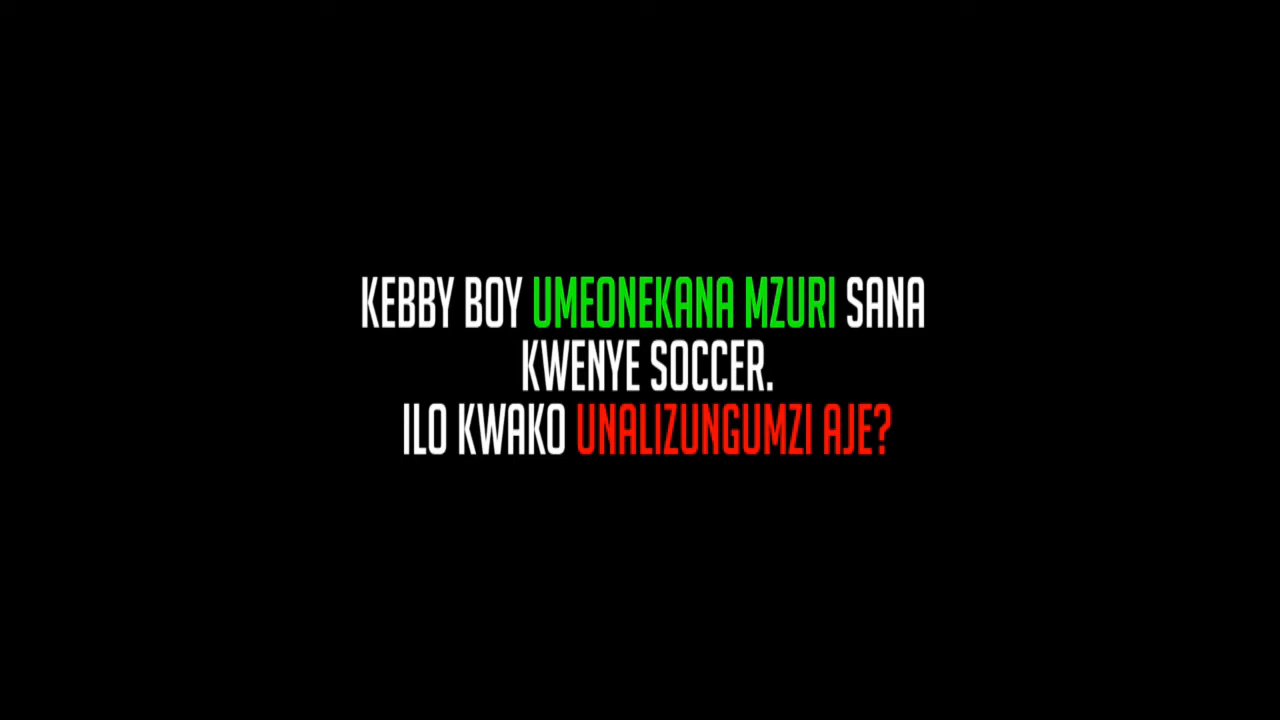 KEBBY BOY UMEONEKANA MZURI SANA
KWENYE SOCCER.
ILO KWAKO UNALIZUNGUMZI AJE?